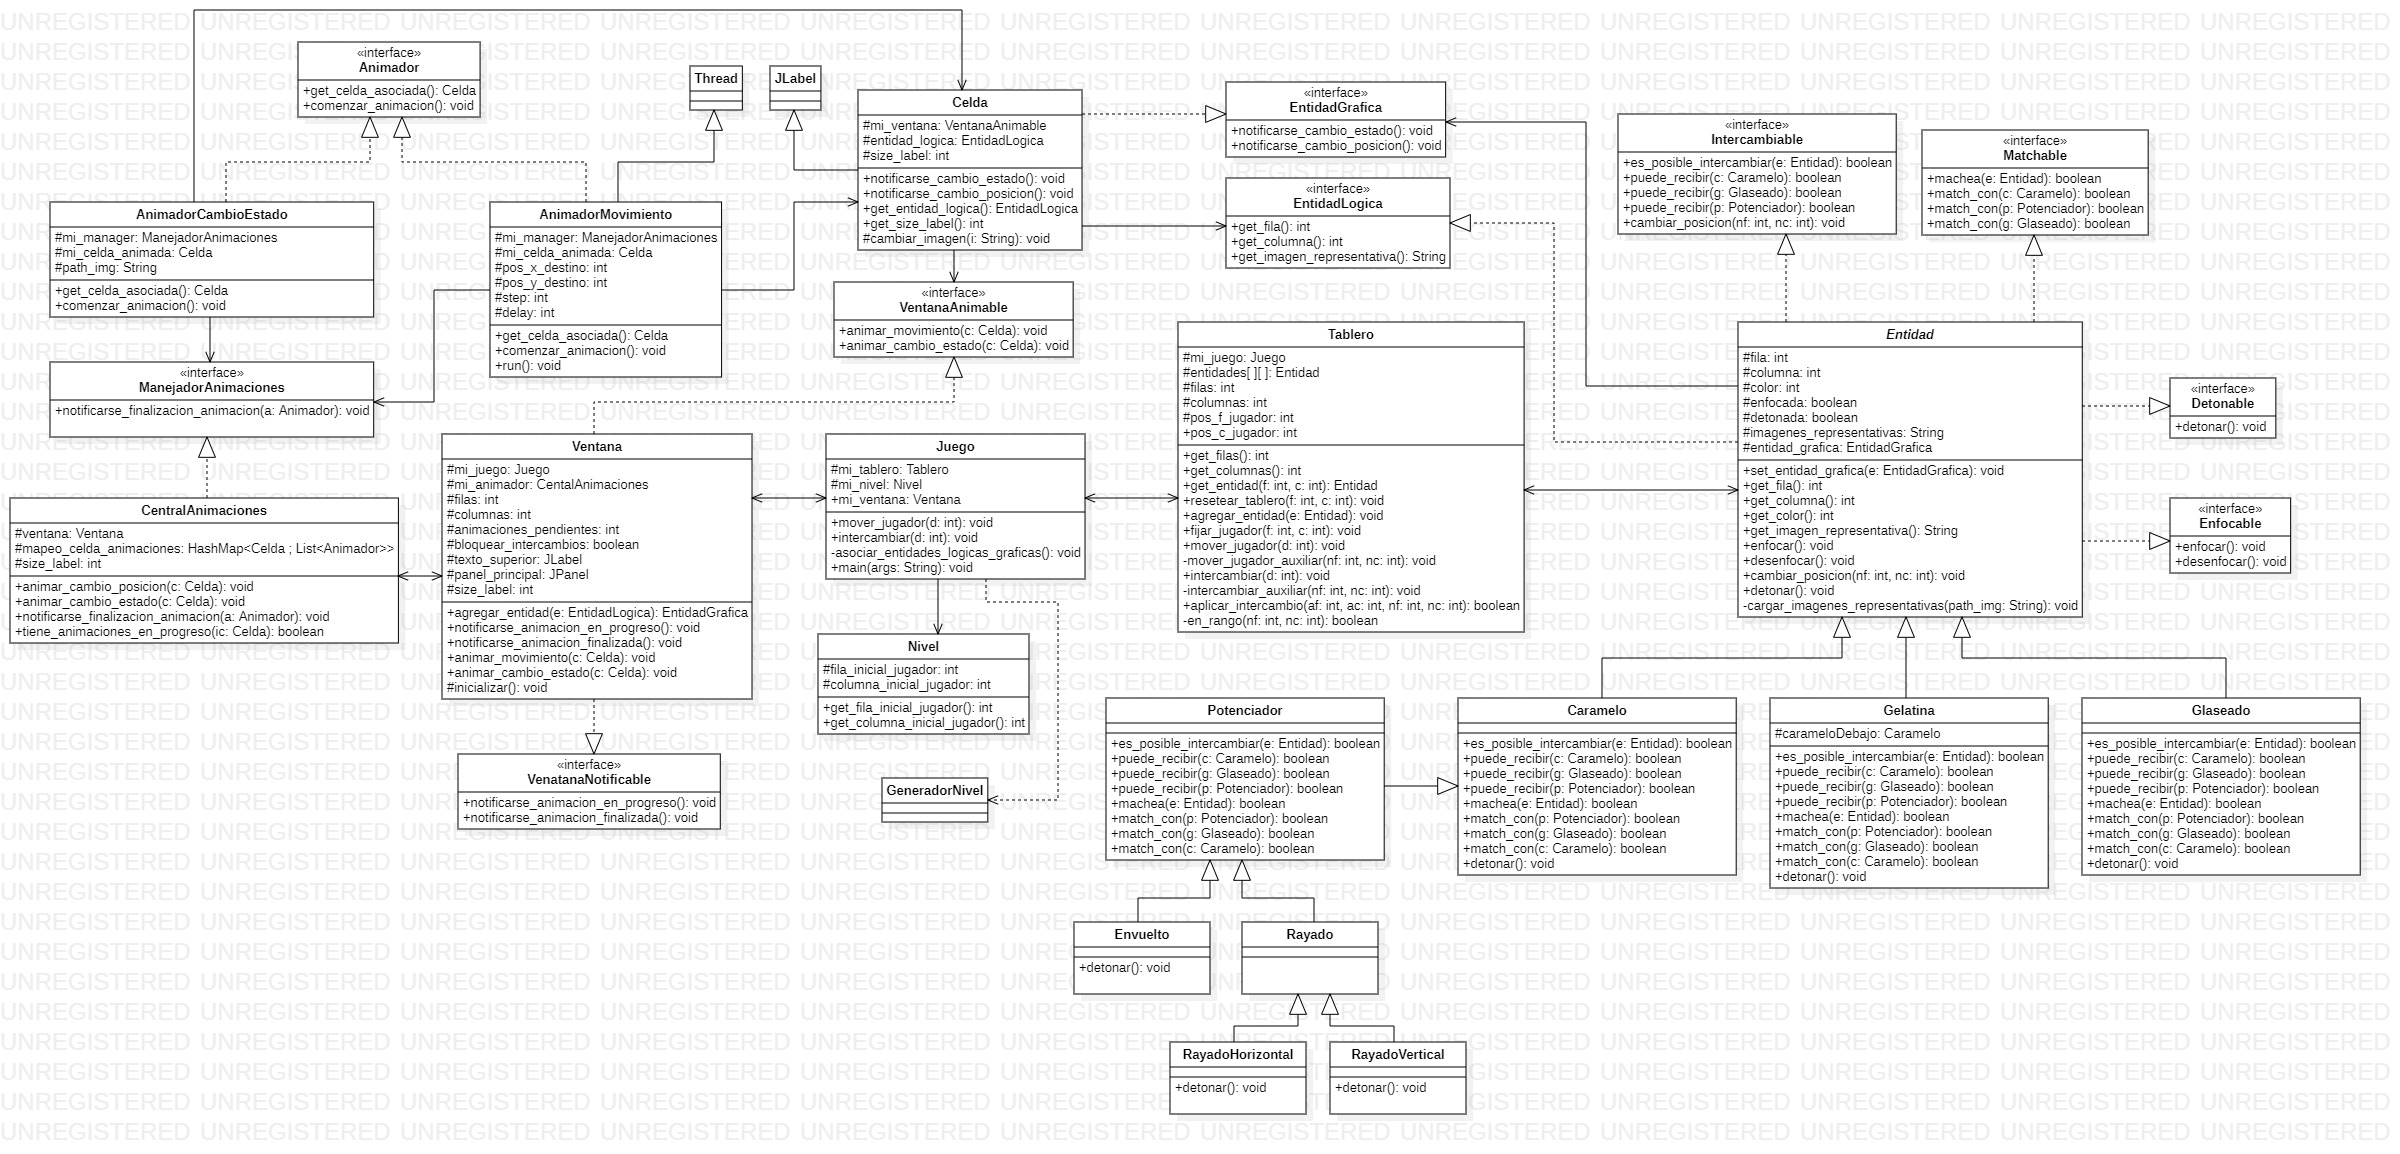 «interface»
Animador
+get_celda_asociada(): Celda
+comenzar_animacion(): void
Thread
JLabel
Celda
#mi_ventana: VentanaAnimable
#entidad_logica: EntidadLogica
#size_label: int
+notificarse_cambio_estado(): void
+notificarse_cambio_posicion(): void
+get_entidad_logica(): EntidadLogica
+get_size_label(): int
#cambiar_imagen(i: String): void
«interface»
EntidadGrafica
+notificarse_cambio_estado(): void
+notificarse_cambio_posicion(): void
«interface»
EntidadLogica
+get_fila(): int
+get_columna(): int
+get_imagen_representativa(): String
«interface»
Intercambiable
+es_posible_intercambiar(e: Entidad): boolean
+puede_recibir(c: Caramelo): boolean
+puede_recibir(g: Glaseado): boolean
+puede_recibir(p: Potenciador): boolean
+cambiar_posicion(nf: int, nc: int): void
«interface»
Matchable
+machea(e: Entidad): boolean
+match_con(c: Caramelo): boolean
+match_con(p: Potenciador): boolean
+match_con(g: Glaseado): boolean
AnimadorCambioEstado
#mi_manager: ManejadorAnimaciones
#mi_celda_animada: Celda
#path_img: String
+get_celda_asociada(): Celda
+comenzar_animacion(): void
AnimadorMovimiento
#mi_manager: ManejadorAnimaciones
#mi_celda_animada: Celda
#pos_x_destino: int
#pos_y_destino: int
#step: int
#delay: int
+get_celda_asociada(): Celda
+comenzar_animacion(): void
+run(): void
«interface»
VentanaAnimable
+animar_movimiento(c: Celda): void
+animar_cambio_estado(c: Celda): void
«interface»
ManejadorAnimaciones
+notificarse_finalizacion_animacion(a: Animador): void
Tablero
#mi_juego: Juego
#entidades[ ][ ]: Entidad
#filas: int
#columnas: int
#pos_f_jugador: int
+pos_c_jugador: int
+get_filas(): int
+get_columnas(): int
+get_entidad(f: int, c: int): Entidad
+resetear_tablero(f: int, c: int): void
+agregar_entidad(e: Entidad): void
+fijar_jugador(f: int, c: int): void
+mover_jugador(d: int): void
-mover_jugador_auxiliar(nf: int, nc: int): void
+intercambiar(d: int): void
-intercambiar_auxiliar(nf: int, nc: int): void
+aplicar_intercambio(af: int, ac: int, nf: int, nc: int): boolean
-en_rango(nf: int, nc: int): boolean
Entidad
#fila: int
#columna: int
#color: int
#enfocada: boolean
#detonada: boolean
#imagenes_representativas: String
#entidad_grafica: EntidadGrafica
+set_entidad_grafica(e: EntidadGrafica): void
+get_fila(): int
+get_columna(): int
+get_color(): int
+get_imagen_representativa(): String
+enfocar(): void
+desenfocar(): void
+cambiar_posicion(nf: int, nc: int): void
+detonar(): void
-cargar_imagenes_representativas(path_img: String): void
«interface»
Detonable
+detonar(): void
«interface»
Enfocable
+enfocar(): void
+desenfocar(): void
CentralAnimaciones
#ventana: Ventana
#mapeo_celda_animaciones: HashMap<Celda ; List<Animador>>
#size_label: int
+animar_cambio_posicion(c: Celda): void
+animar_cambio_estado(c: Celda): void
+notificarse_finalizacion_animacion(a: Animador): void
+tiene_animaciones_en_progreso(ic: Celda): boolean
Ventana
#mi_juego: Juego
#mi_animador: CentalAnimaciones
#filas: int
#columnas: int
#animaciones_pendientes: int
#bloquear_intercambios: boolean
#texto_superior: JLabel
#panel_principal: JPanel
#size_label: int
+agregar_entidad(e: EntidadLogica): EntidadGrafica
+notificarse_animacion_en_progreso(): void
+notificarse_animacion_finalizada(): void
+animar_movimiento(c: Celda): void
+animar_cambio_estado(c: Celda): void
#inicializar(): void
Juego
#mi_tablero: Tablero
#mi_nivel: Nivel
+mi_ventana: Ventana
+mover_jugador(d: int): void
+intercambiar(d: int): void
-asociar_entidades_logicas_graficas(): void
+main(args: String): void
Nivel
#fila_inicial_jugador: int
#columna_inicial_jugador: int
+get_fila_inicial_jugador(): int
+get_columna_inicial_jugador(): int
«interface»
VenatanaNotificable
+notificarse_animacion_en_progreso(): void
+notificarse_animacion_finalizada(): void
GeneradorNivel
Potenciador
+es_posible_intercambiar(e: Entidad): boolean
+puede_recibir(c: Caramelo): boolean
+puede_recibir(g: Glaseado): boolean
+puede_recibir(p: Potenciador): boolean
+machea(e: Entidad): boolean
+match_con(p: Potenciador): boolean
+match_con(g: Glaseado): boolean
+match_con(c: Caramelo): boolean
Caramelo
+es_posible_intercambiar(e: Entidad): boolean
+puede_recibir(c: Caramelo): boolean
+puede_recibir(g: Glaseado): boolean
+puede_recibir(p: Potenciador): boolean
+machea(e: Entidad): boolean
+match_con(p: Potenciador): boolean
+match_con(g: Glaseado): boolean
+match_con(c: Caramelo): boolean
+detonar(): void
Gelatina
#carameloDebajo: Caramelo
+es_posible_intercambiar(e: Entidad): boolean
+puede_recibir(c: Caramelo): boolean
+puede_recibir(g: Glaseado): boolean
+puede_recibir(p: Potenciador): boolean
+machea(e: Entidad): boolean
+match_con(p: Potenciador): boolean
+match_con(g: Glaseado): boolean
+match_con(c: Caramelo): boolean
+detonar(): void
Glaseado
+es_posible_intercambiar(e: Entidad): boolean
+puede_recibir(c: Caramelo): boolean
+puede_recibir(g: Glaseado): boolean
+puede_recibir(p: Potenciador): boolean
+machea(e: Entidad): boolean
+match_con(p: Potenciador): boolean
+match_con(g: Glaseado): boolean
+match_con(c: Caramelo): boolean
+detonar(): void
Envuelto
+detonar(): void
Rayado
RayadoHorizontal
+detonar(): void
RayadoVertical
+detonar(): void
UNREGISTERED